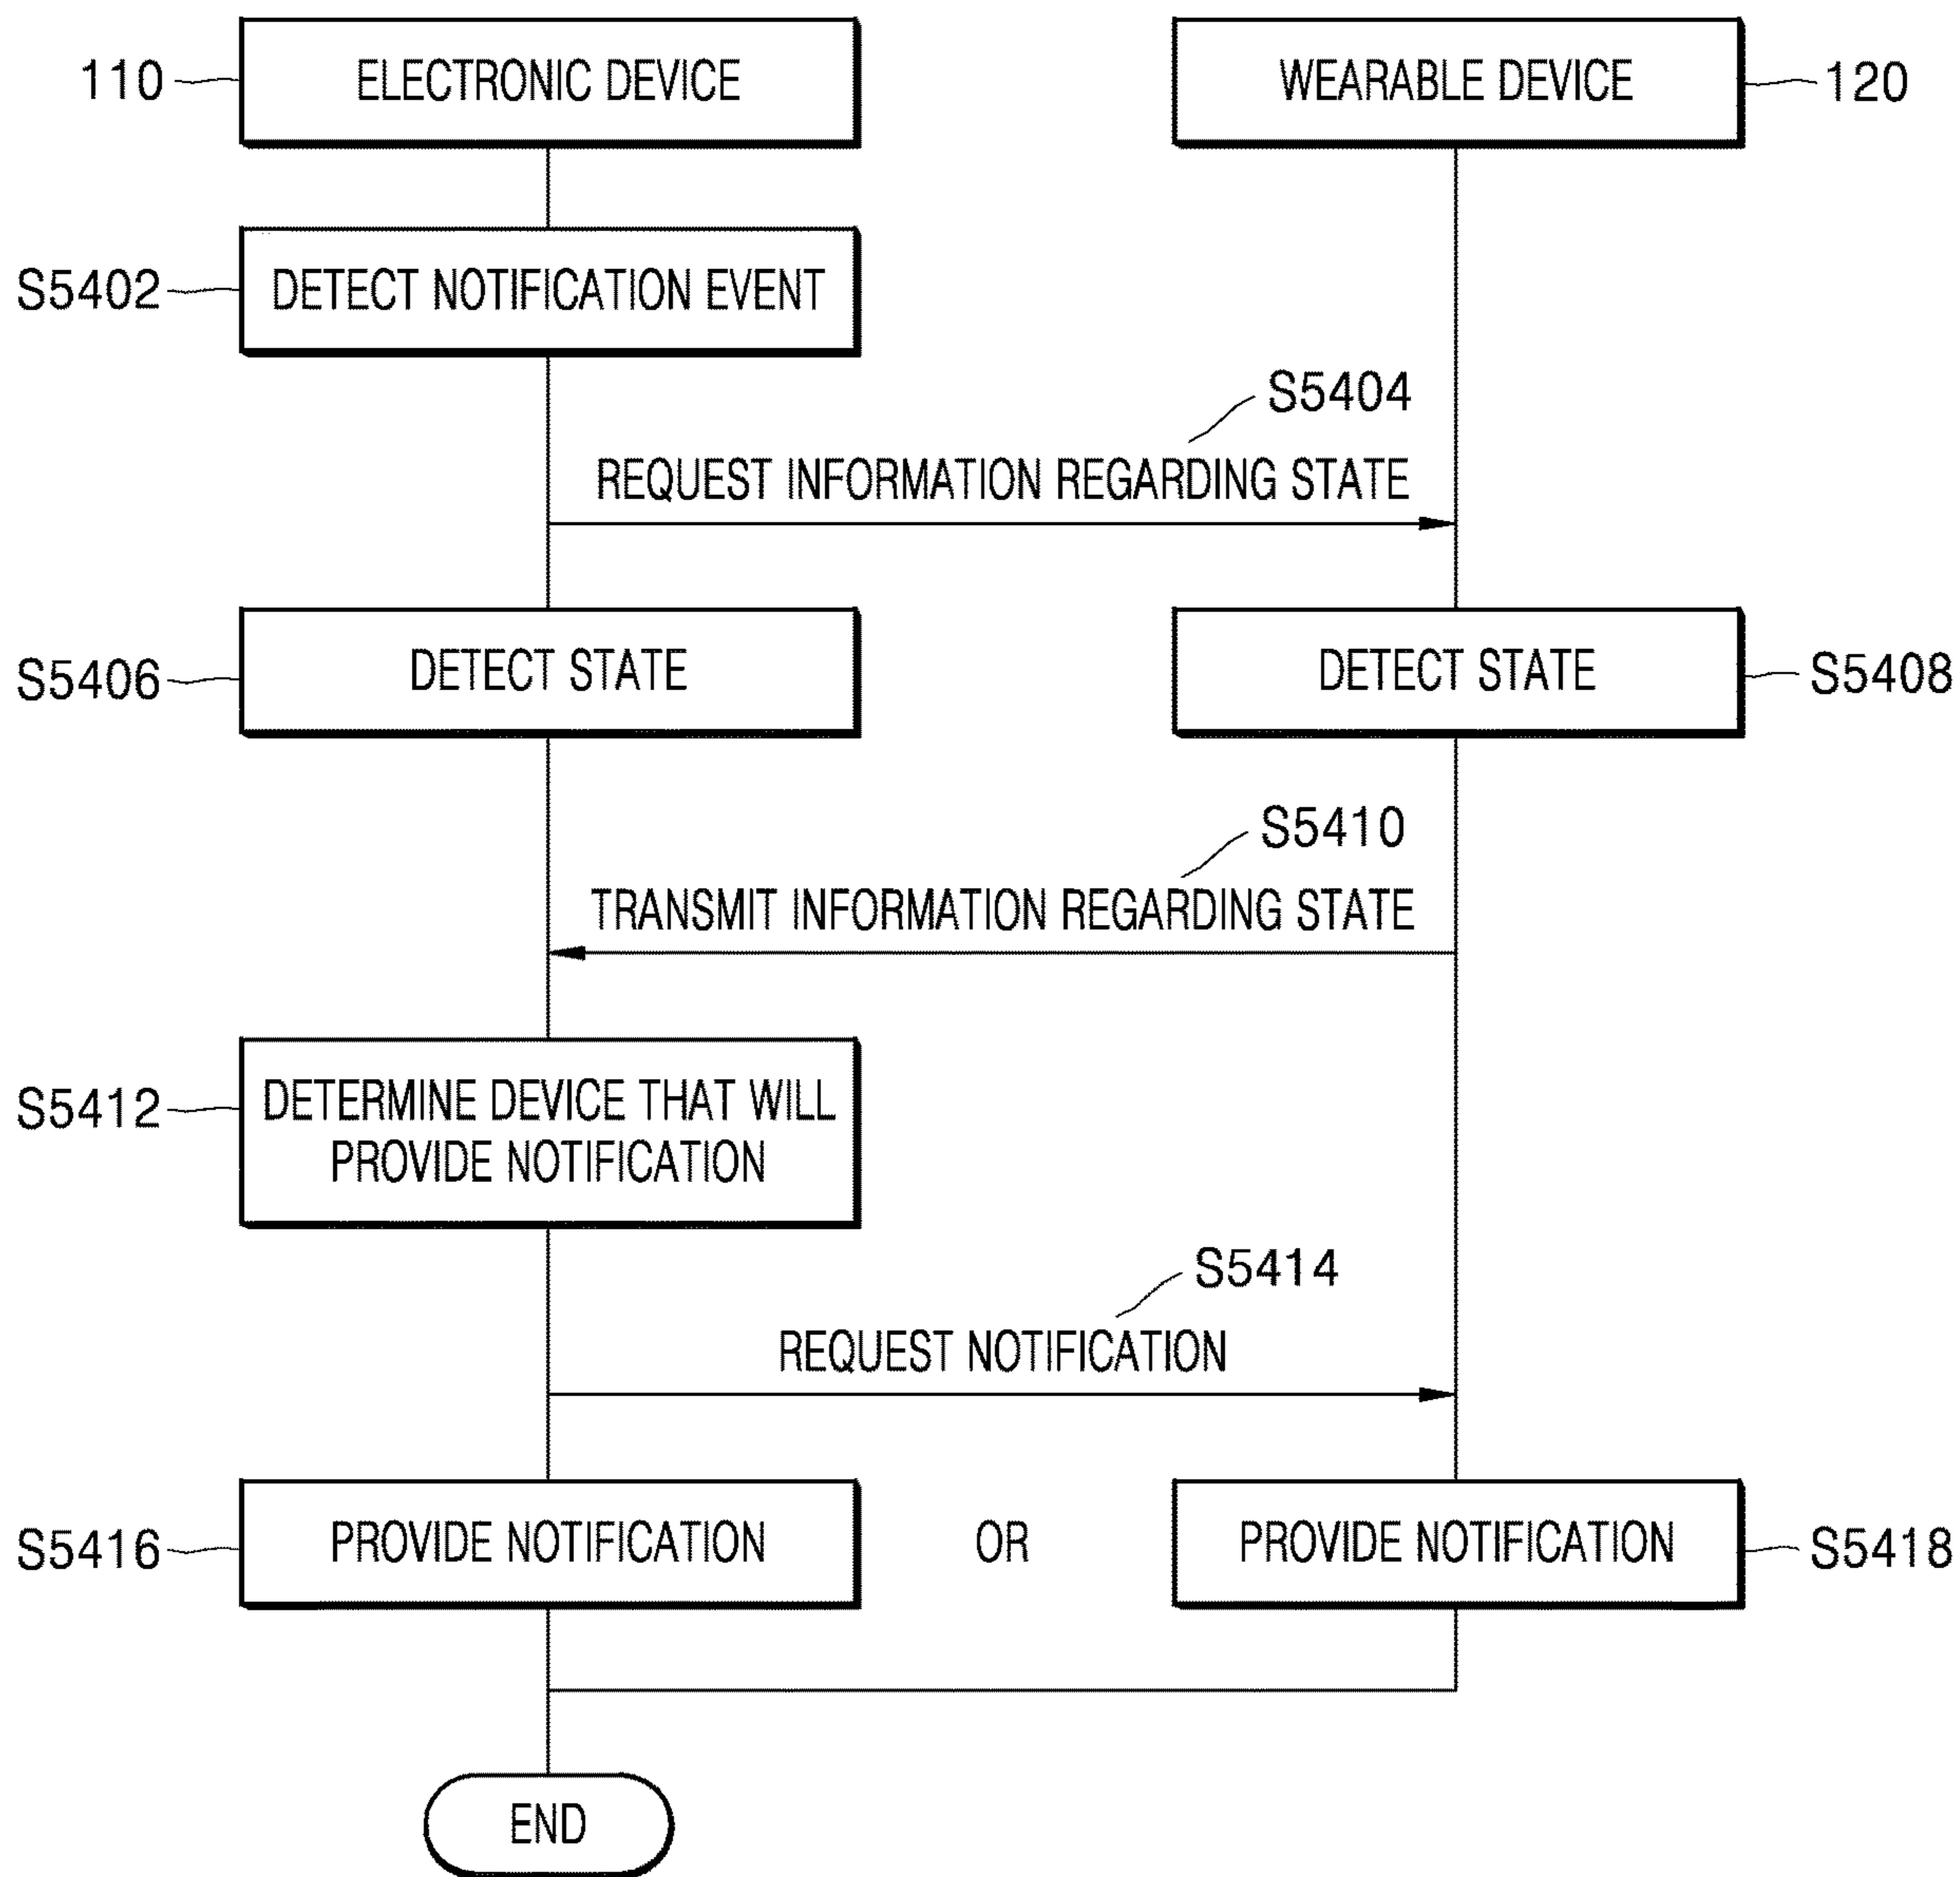 110
ELECTRONIC DEVICE
WEARABLE DEVICE
120
S5402
DETECT NOTIFICATION EVENT
S5404
REQUEST INFORMATION REGARDING STATE
S5406
DETECT STATE
DETECT STATE
S5408
S5410
TRANSMIT INFORMATION REGARDING STATE
S5412
DETERMINE DEVICE THAT WILL
PROVIDE NOTIFICATION
S5414
REQUEST NOTIFICATION
S5416
PROVIDE NOTIFICATION
OR
PROVIDE NOTIFICATION
S5418
END